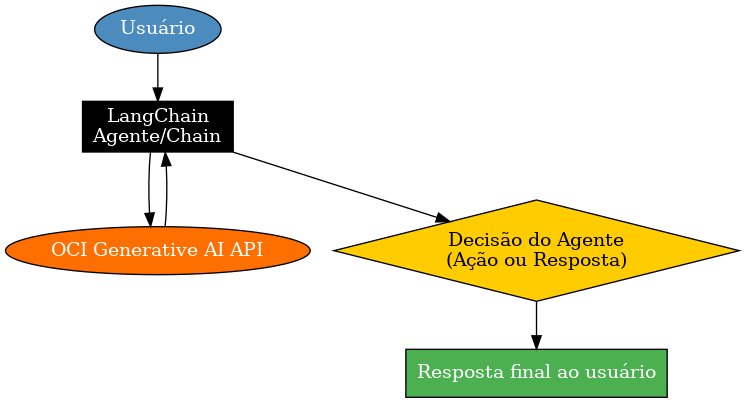 Usuário
LangChain
Agente/Chain
OCI Generative AI API
Decisão do Agente
(Ação ou Resposta)
Resposta final ao usuário